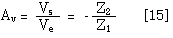 Av = Vs/Ve = - Z2/Z1 [15]